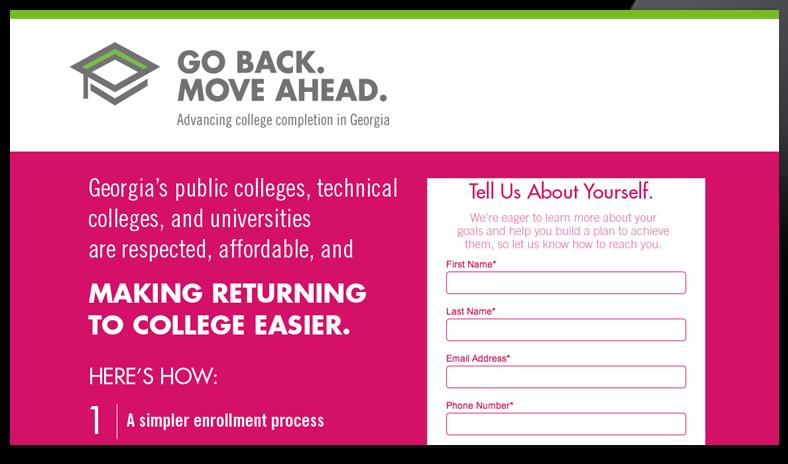 GO BACK.
MOVE AHEAD.
Advancing college completion in Georgia
Georgia's public colleges, technical
colleges, and universities
are respected, affordable, and
MAKING RETURNING
TO COLLEGE EASIER.
HERE'S HOW:
1 A simpler enrollment process
Tell Us About Yourself.
We're eager to learn more about your
goals and help you build a plan to achieve
them, so let us know how to reach you.
First Name*
Last Name*
Email Address*
Phone Number*